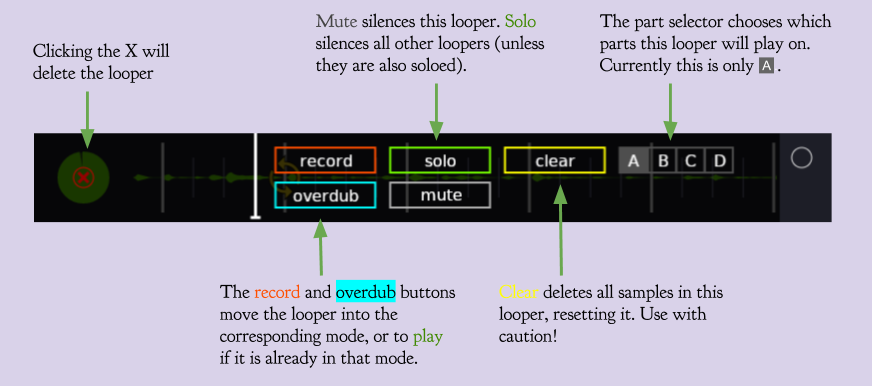 Clicking the X will
delete the looper
Mute silences this looper. Solo
silences all other loopers (unless
they are also soloed).
The part selector chooses which
parts this looper will play on.
Currently this is only A.
record
solo
clear
A B C D
overdub
mute
The record and overdub buttons
move the looper into the
corresponding mode, or to play
if it is already in that mode.
Clear deletes all samples in this
looper, resetting it. Use with
caution!